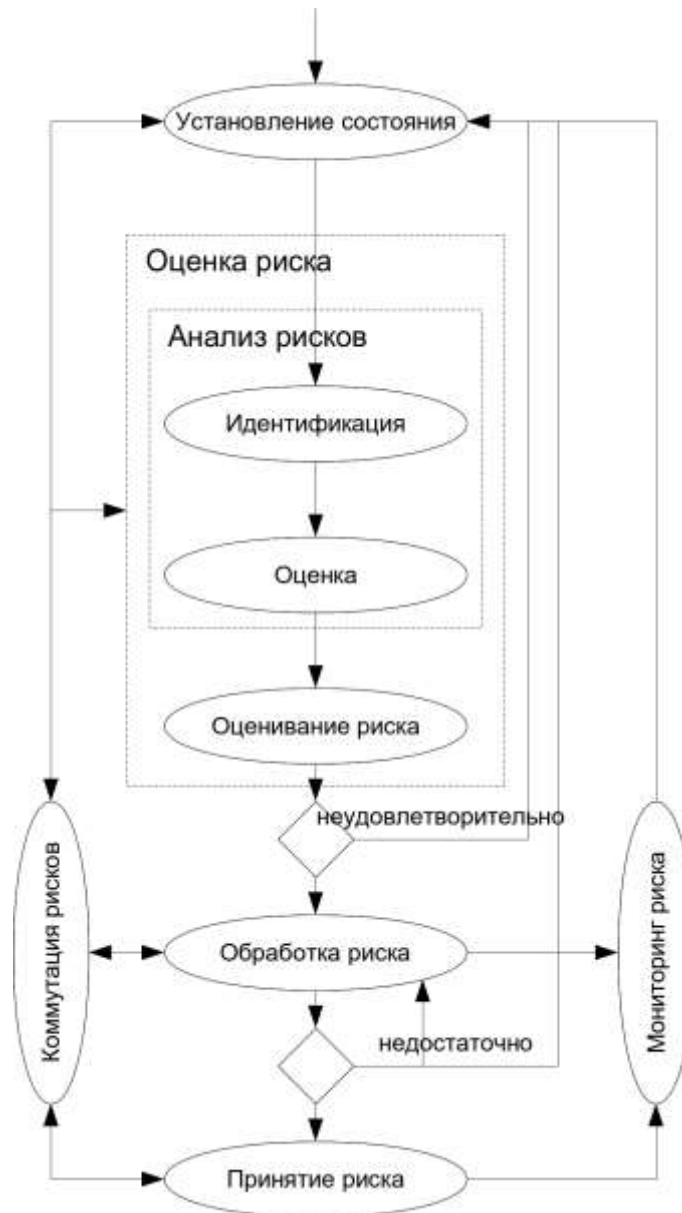 Установление состояния
Оценка риска
Анализ рисков
Идентификация
Оценка
Оценивание риска
неудовлетворительно
Коммутация рисков
Обработка риска
Мониторинг риска
недостаточно
Принятие риска